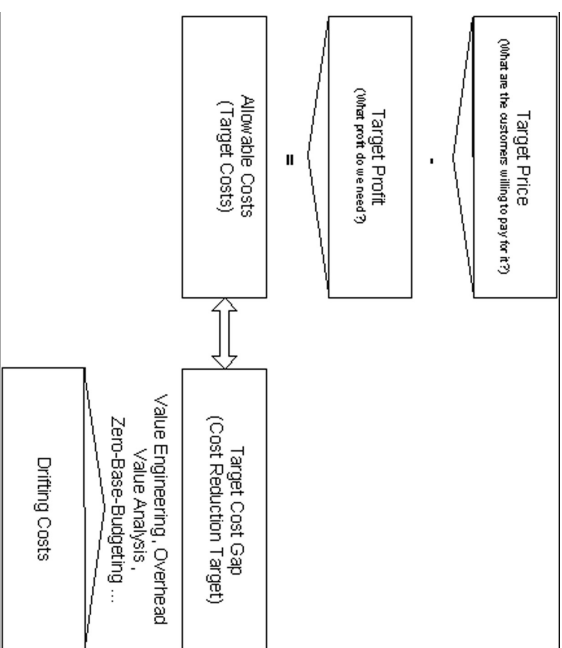 Target Price
(What are the customers willing to pay for it?)
-
Target Profit
(What profit do we need?)
=
Allowable Costs
(Target Costs)
Target Cost Gap
(Cost Reduction Target)
Value Engineering, Overhead
Value Analysis,
Zero-Base-Budgeting ...
Drifting Costs